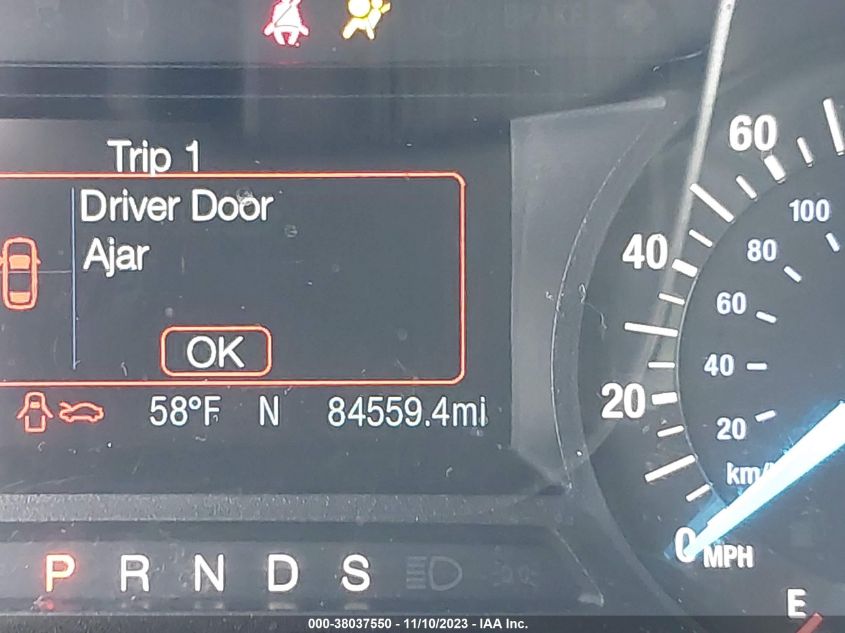 Trip 1
Driver Door
Ajar
OK
58°F N 84559.4mi
P R N D S
60
40
20
0 MPH
100
80
60
40
20
km/
E
000-38037550 - 11/10/2023 - IAA Inc.